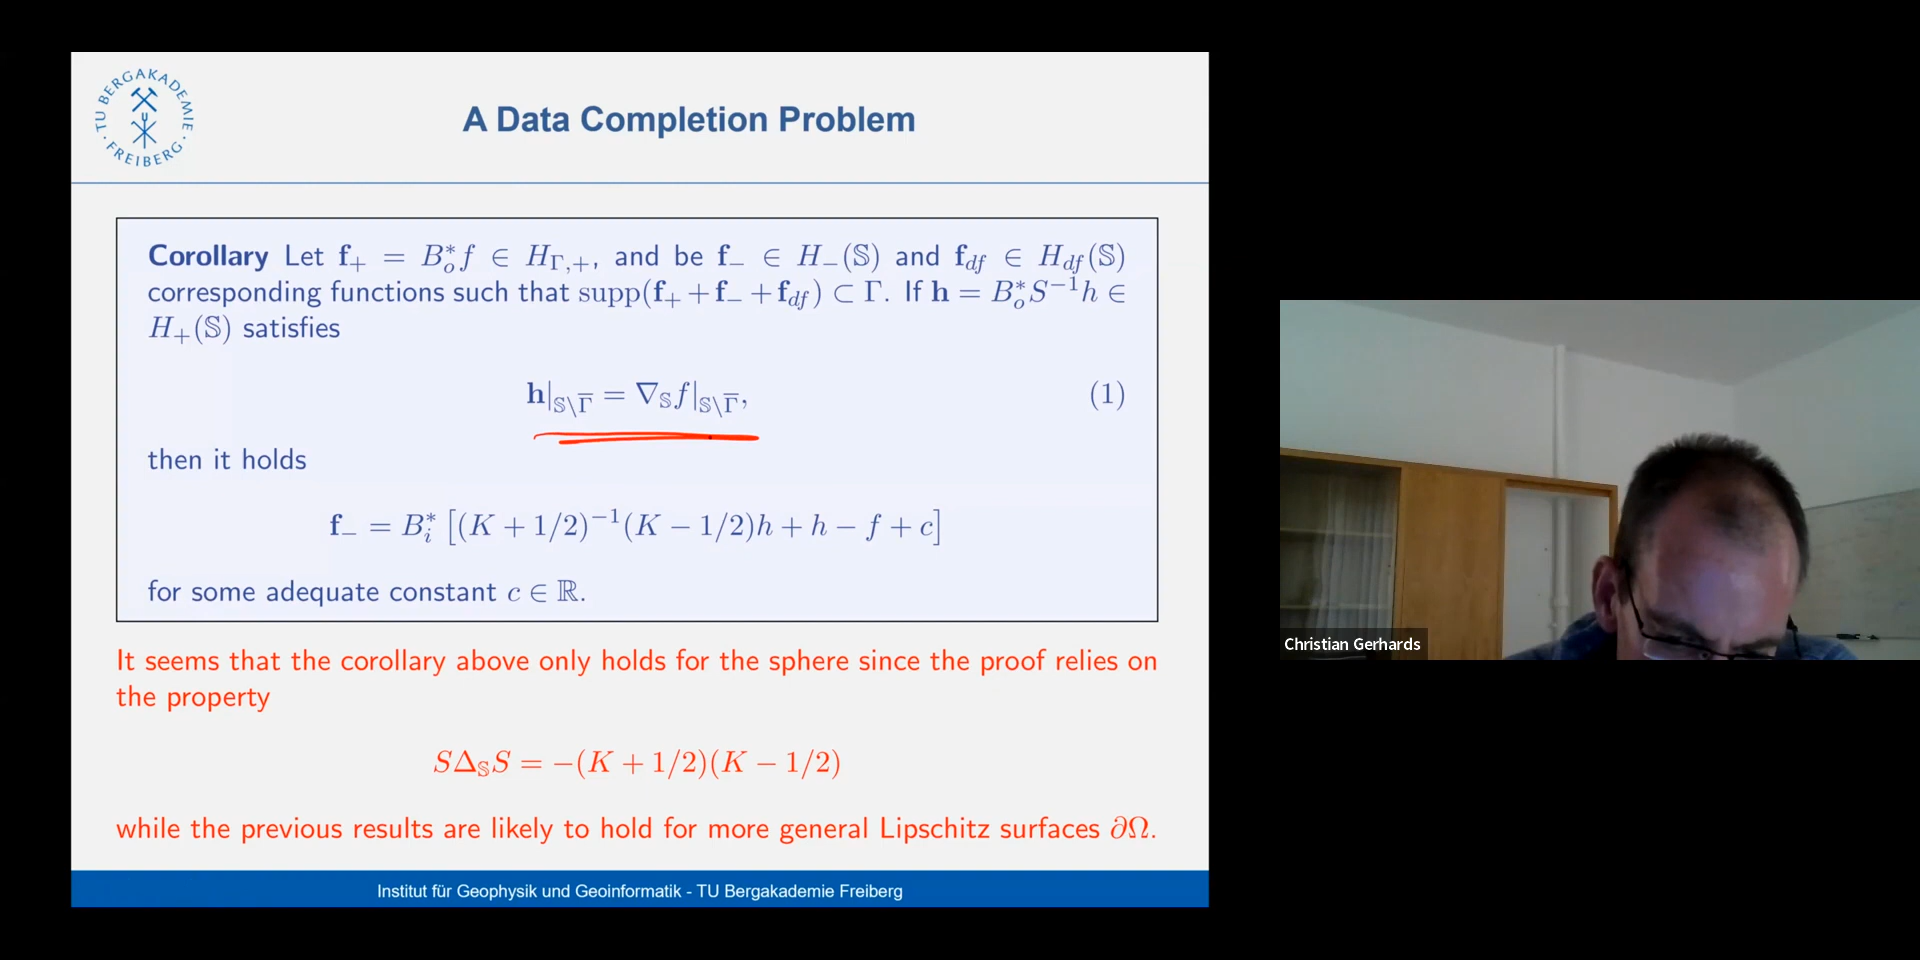 TU BERGAKADEMIE
FREIBERG
A Data Completion Problem
Corollary Let f₊ = B*ₒf ∈ H_{Γ,+}, and be f₋ ∈ H₋(𝕊) and f_{df} ∈ H_{df}(𝕊)
corresponding functions such that supp(f₊ + f₋ + f_{df}) ⊂ Γ. If h = B*ₒS⁻¹h ∈
H₊(𝕊) satisfies
h|_{𝕊\Γ̅} = ∇_𝕊f|_{𝕊\Γ̅}, (1)
then it holds
f₋ = B*ᵢ [(K + 1/2)⁻¹(K − 1/2)h + h − f + c]
for some adequate constant c ∈ ℝ.
It seems that the corollary above only holds for the sphere since the proof relies on
the property
SΔ_𝕊S = −(K + 1/2)(K − 1/2)
while the previous results are likely to hold for more general Lipschitz surfaces ∂Ω.
Institut für Geophysik und Geoinformatik - TU Bergakademie Freiberg
Christian Gerhards